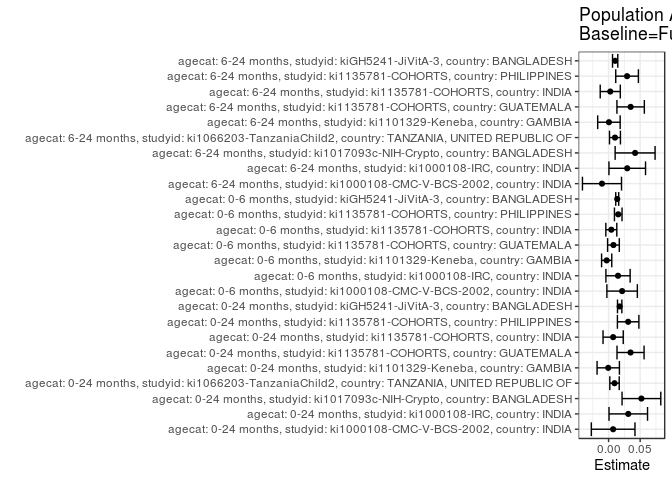 Population A
Baseline=Fu
agecat: 6-24 months, studyid: kiGH5241-JiVitA-3, country: BANGLADESH
agecat: 6-24 months, studyid: ki1135781-COHORTS, country: PHILIPPINES
agecat: 6-24 months, studyid: ki1135781-COHORTS, country: INDIA
agecat: 6-24 months, studyid: ki1135781-COHORTS, country: GUATEMALA
agecat: 6-24 months, studyid: ki1101329-Keneba, country: GAMBIA
agecat: 6-24 months, studyid: ki1066203-TanzaniaChild2, country: TANZANIA, UNITED REPUBLIC OF
agecat: 6-24 months, studyid: ki1017093c-NIH-Crypto, country: BANGLADESH
agecat: 6-24 months, studyid: ki1000108-IRC, country: INDIA
agecat: 6-24 months, studyid: ki1000108-CMC-V-BCS-2002, country: INDIA
agecat: 0-6 months, studyid: kiGH5241-JiVitA-3, country: BANGLADESH
agecat: 0-6 months, studyid: ki1135781-COHORTS, country: PHILIPPINES
agecat: 0-6 months, studyid: ki1135781-COHORTS, country: INDIA
agecat: 0-6 months, studyid: ki1135781-COHORTS, country: GUATEMALA
agecat: 0-6 months, studyid: ki1101329-Keneba, country: GAMBIA
agecat: 0-6 months, studyid: ki1000108-IRC, country: INDIA
agecat: 0-6 months, studyid: ki1000108-CMC-V-BCS-2002, country: INDIA
agecat: 0-24 months, studyid: kiGH5241-JiVitA-3, country: BANGLADESH
agecat: 0-24 months, studyid: ki1135781-COHORTS, country: PHILIPPINES
agecat: 0-24 months, studyid: ki1135781-COHORTS, country: INDIA
agecat: 0-24 months, studyid: ki1135781-COHORTS, country: GUATEMALA
agecat: 0-24 months, studyid: ki1101329-Keneba, country: GAMBIA
agecat: 0-24 months, studyid: ki1066203-TanzaniaChild2, country: TANZANIA, UNITED REPUBLIC OF
agecat: 0-24 months, studyid: ki1017093c-NIH-Crypto, country: BANGLADESH
agecat: 0-24 months, studyid: ki1000108-IRC, country: INDIA
agecat: 0-24 months, studyid: ki1000108-CMC-V-BCS-2002, country: INDIA
0.00 0.05
Estimate